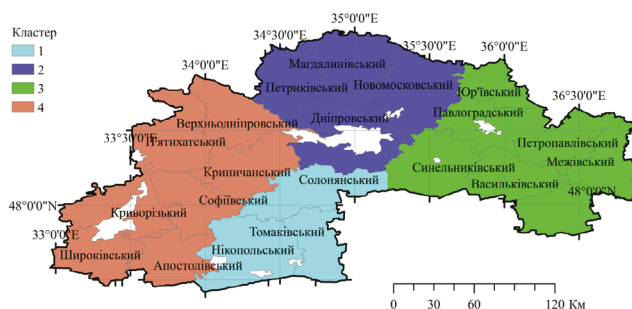 35°0'0"E
34°30'0"E
35°30'0"E
Кластер
36°0'0"E
1
2
3
4
Магдалинівський
34°0'0"E
Петриківський
Новомосковський
Юр'ївський
36°30'0"E
Верхньодніпровський
Дніпровський
Павлоградський
33°30'0"E
П'ятихатський
Петропавлівський
Межівський
Криничанський
Солонянський
Синельниківський
Васильківський
48°0'0"N
Софіївський
48°0'0"N
Криворізький
Томаківський
33°0'0"E
Нікопольський
Широківський
Апостолівський
0 30 60 120 Км